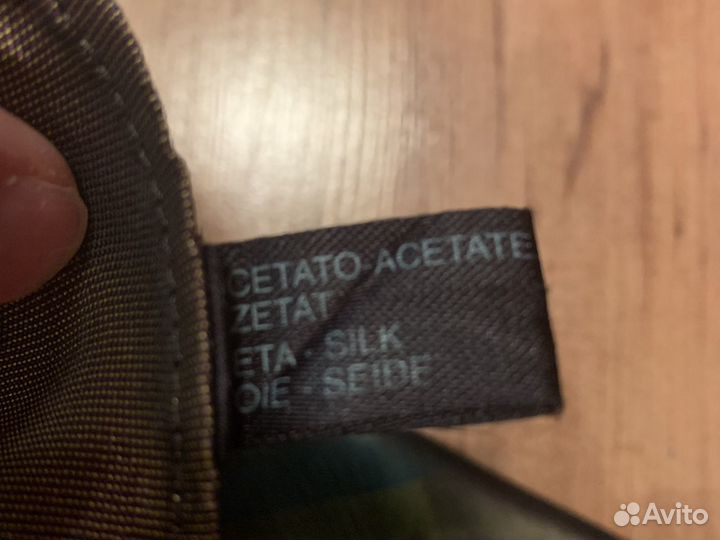 CETATO-ACETATE
ZETAT
ETA - SILK
OIE - SEIDE
Avito